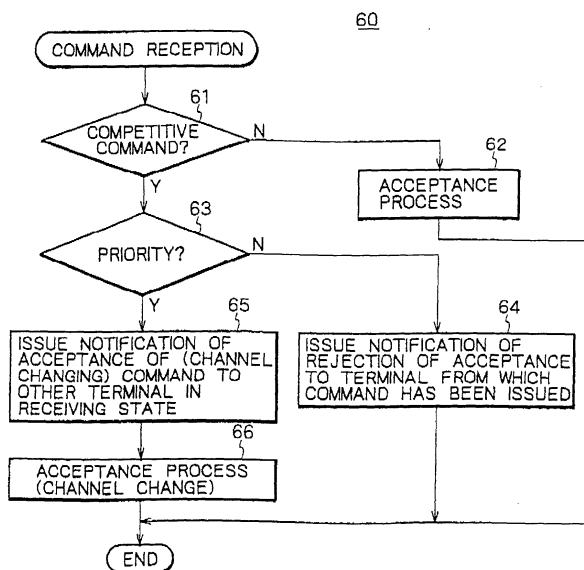 60
COMMAND RECEPTION
61
COMPETITIVE
COMMAND?
N
Y
62
ACCEPTANCE
PROCESS
63
PRIORITY?
N
Y
65
ISSUE NOTIFICATION OF
ACCEPTANCE OF (CHANNEL
CHANGING) COMMAND TO
OTHER TERMINAL IN
RECEIVING STATE
64
ISSUE NOTIFICATION OF
REJECTION OF ACCEPTANCE
TO TERMINAL FROM WHICH
COMMAND HAS BEEN ISSUED
66
ACCEPTANCE PROCESS
(CHANNEL CHANGE)
END